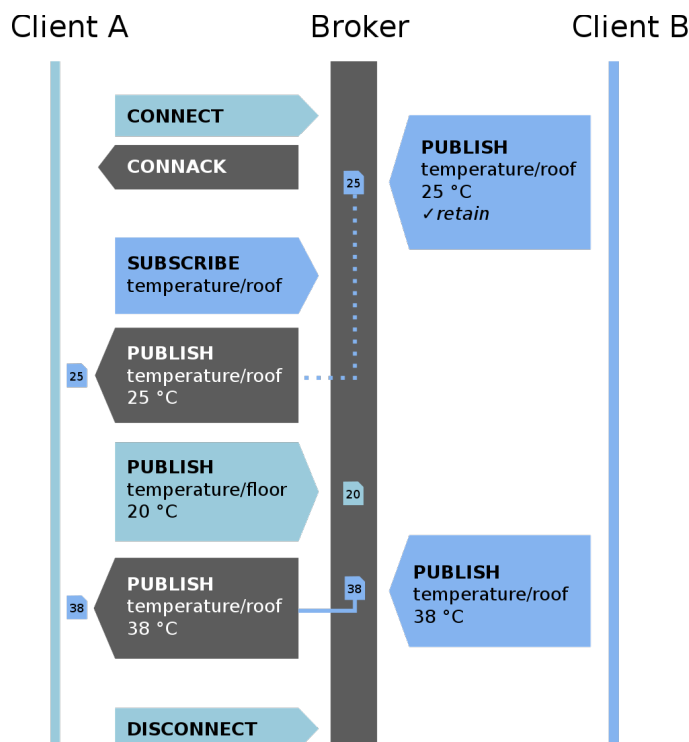 Client A
Broker
Client B
CONNECT
CONNACK
PUBLISH
temperature/roof
25 °C
✓retain
25
SUBSCRIBE
temperature/roof
PUBLISH
temperature/roof
25 °C
25
PUBLISH
temperature/floor
20 °C
20
PUBLISH
temperature/roof
38 °C
38
PUBLISH
temperature/roof
38 °C
38
DISCONNECT